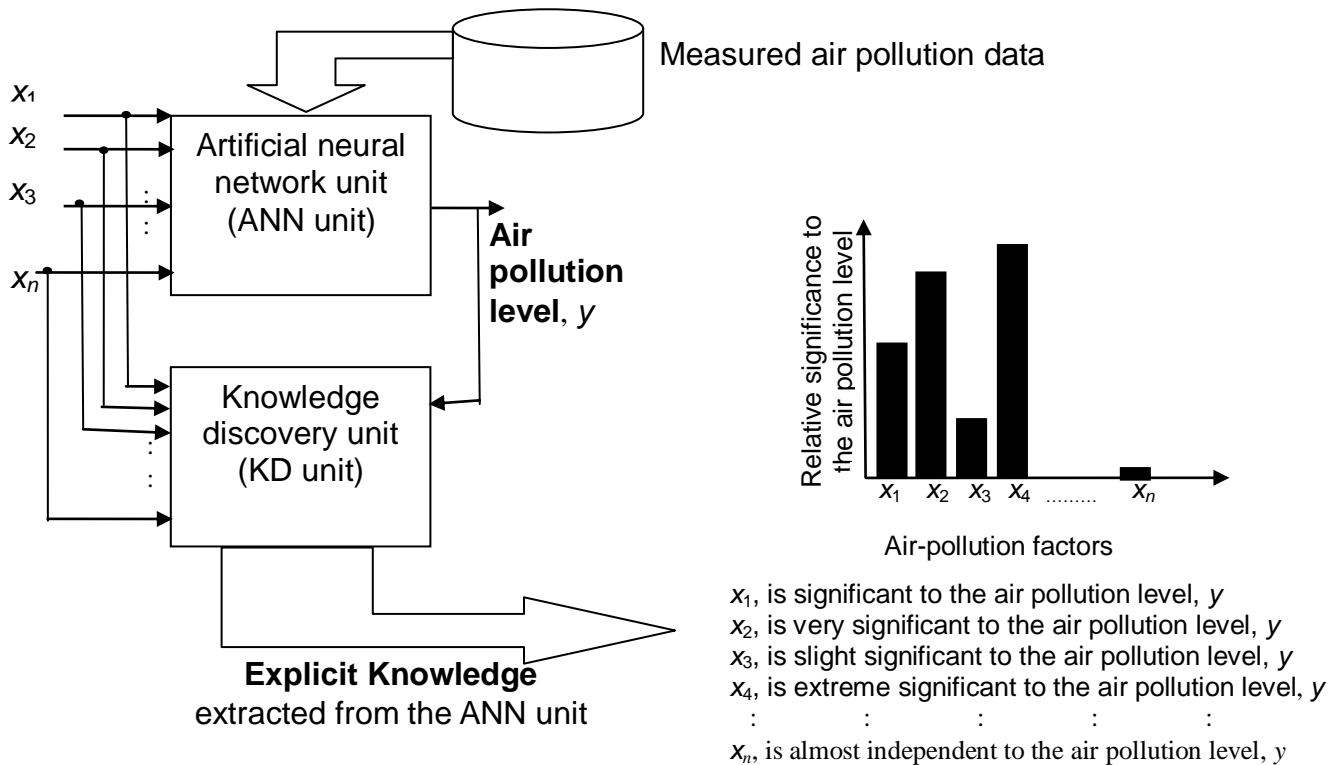 Measured air pollution data
x₁
x₂
x₃
xₙ
Artificial neural
network unit
(ANN unit)
:
:
Air
pollution
level, y
Knowledge
discovery unit
(KD unit)
:
:
Explicit Knowledge
extracted from the ANN unit
Relative significance to
the air pollution level
x₁ x₂ x₃ x₄ ......... xₙ
Air-pollution factors
x₁, is significant to the air pollution level, y
x₂, is very significant to the air pollution level, y
x₃, is slight significant to the air pollution level, y
x₄, is extreme significant to the air pollution level, y
: : : : :
xₙ, is almost independent to the air pollution level, y